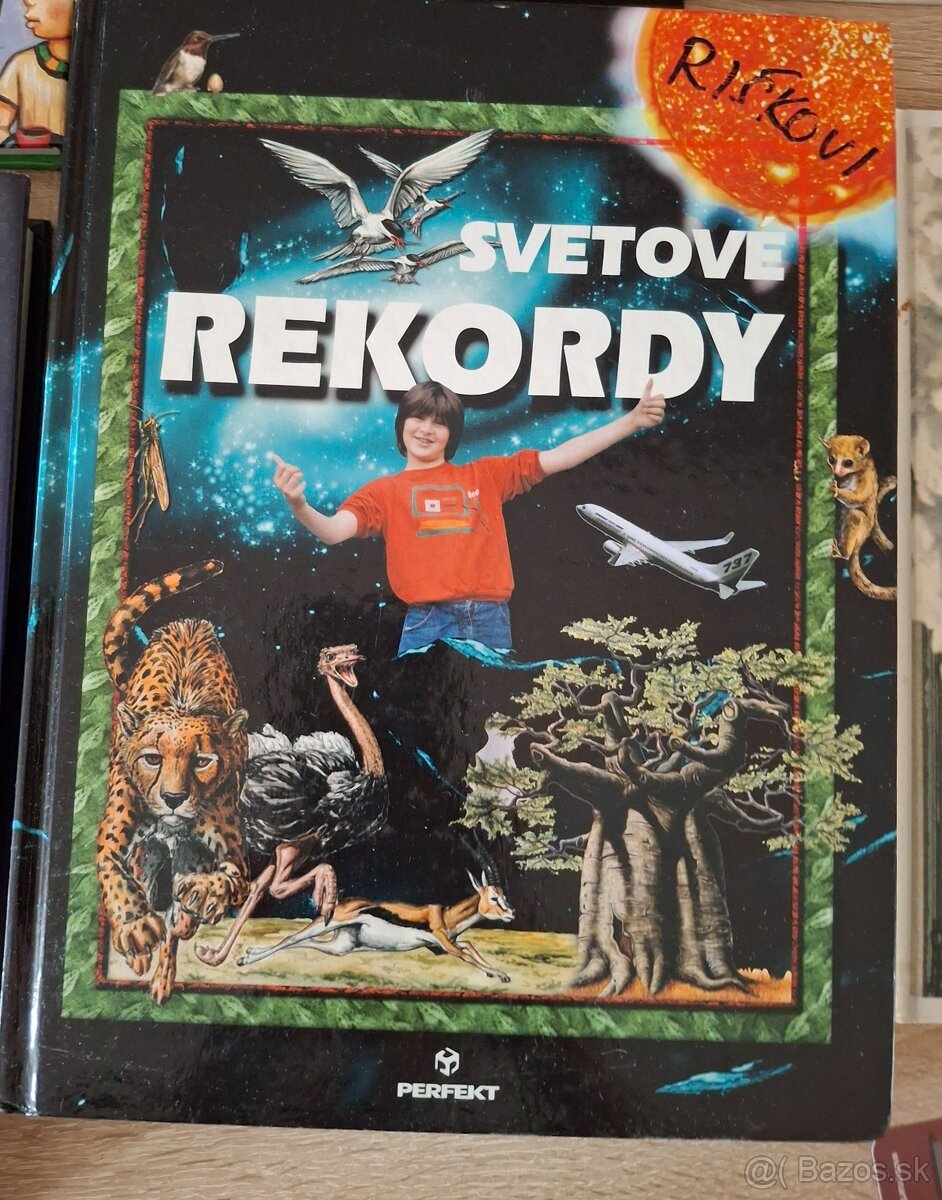 RIŠKOVI
SVETOVÉ
REKORDY
737
PERFEKT
@( Bazos.sk